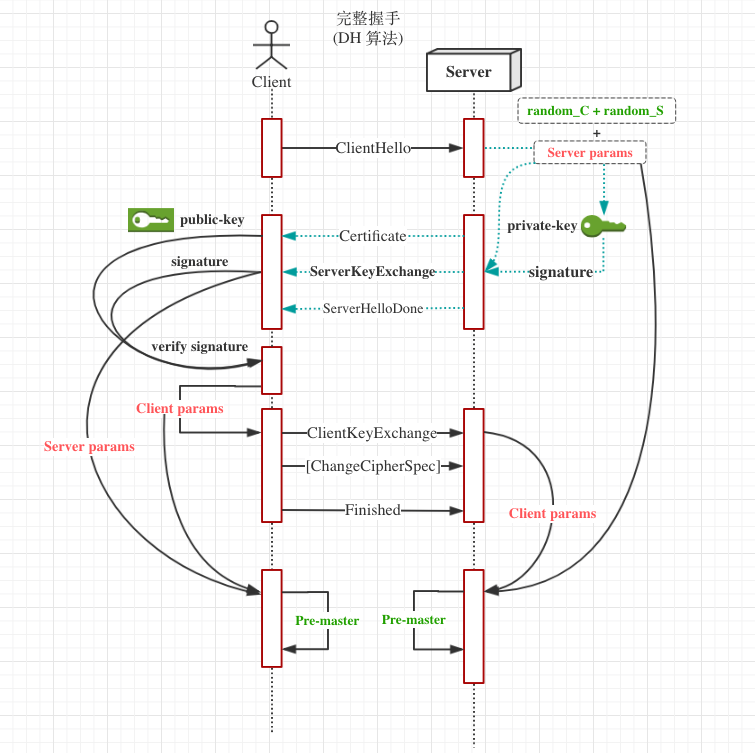 完整握手
(DH 算法)
Client
Server
random_C + random_S
+
Server params
ClientHello
public-key
private-key
Certificate
signature
ServerKeyExchange
signature
ServerHelloDone
verify signature
Client params
ClientKeyExchange
Server params
[ChangeCipherSpec]
Finished
Client params
Pre-master
Pre-master